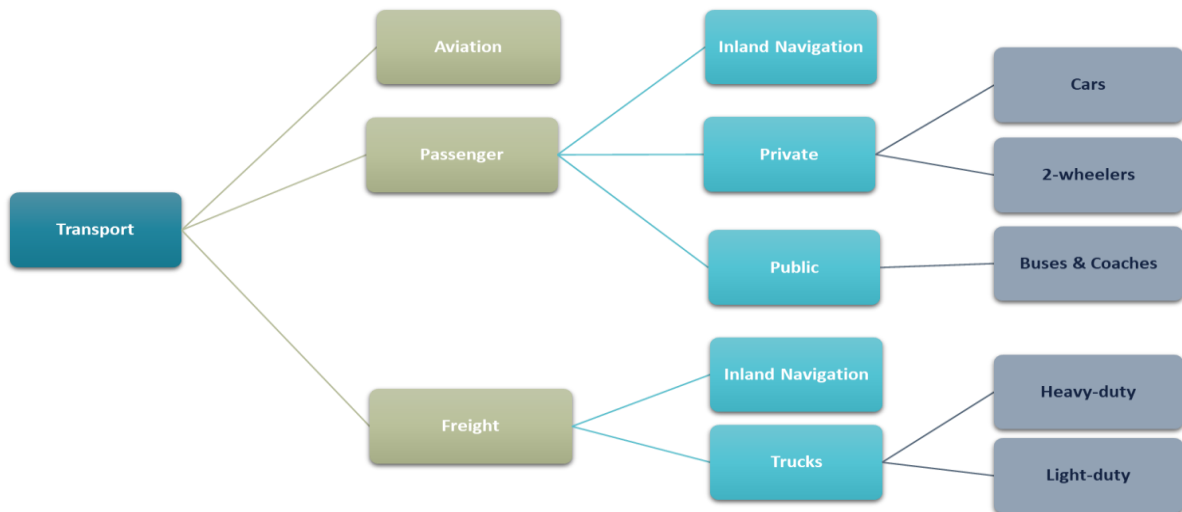 Transport
Aviation
Passenger
Freight
Inland Navigation
Private
Public
Inland Navigation
Trucks
Cars
2-wheelers
Buses & Coaches
Heavy-duty
Light-duty